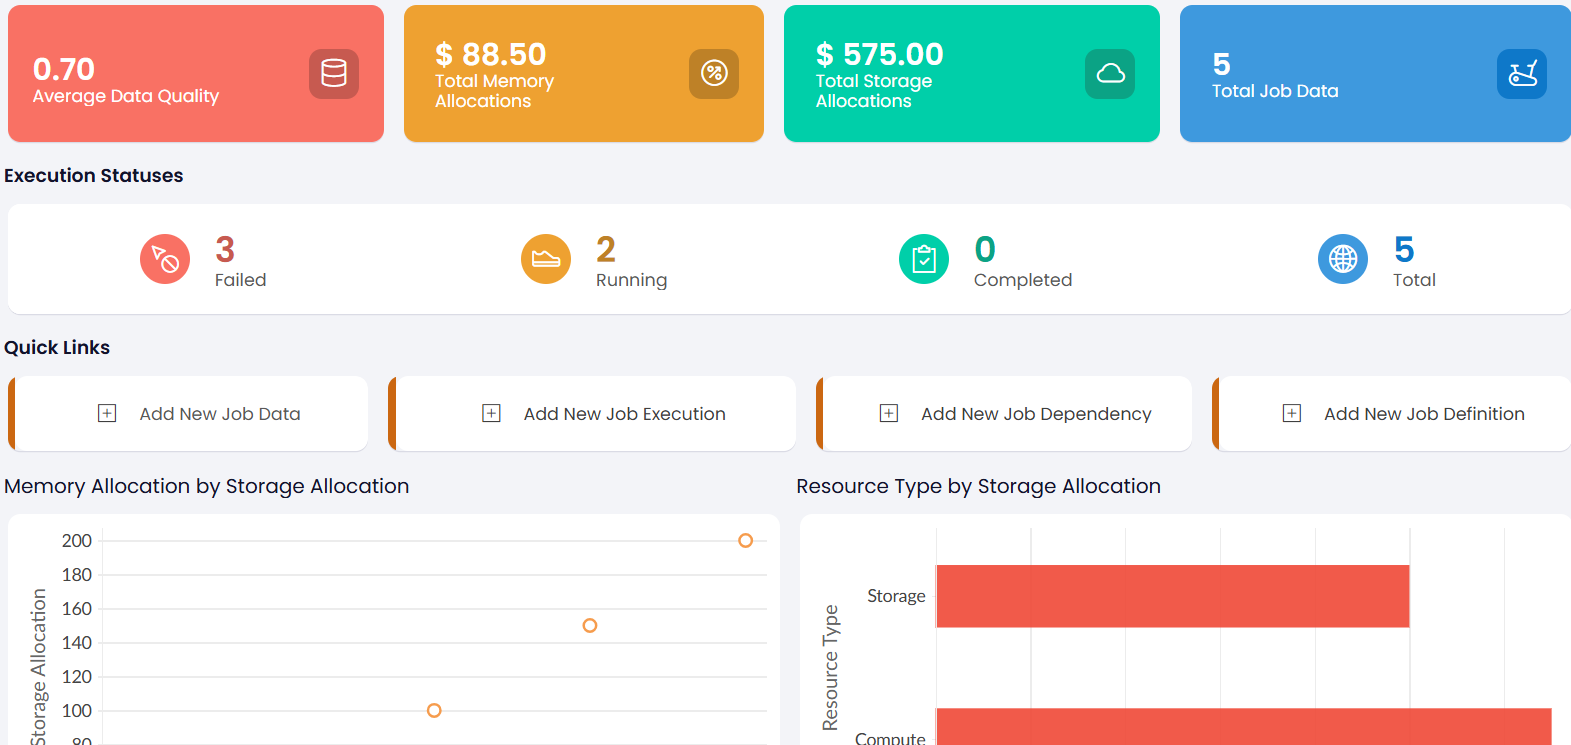 0.70
Average Data Quality
$ 88.50
Total Memory
Allocations
$ 575.00
Total Storage
Allocations
5
Total Job Data
Execution Statuses
3
Failed
2
Running
0
Completed
5
Total
Quick Links
Add New Job Data
Add New Job Execution
Add New Job Dependency
Add New Job Definition
Memory Allocation by Storage Allocation
200
180
160
140
120
100
80
Storage Allocation
Resource Type by Storage Allocation
Storage
Compute
Resource Type